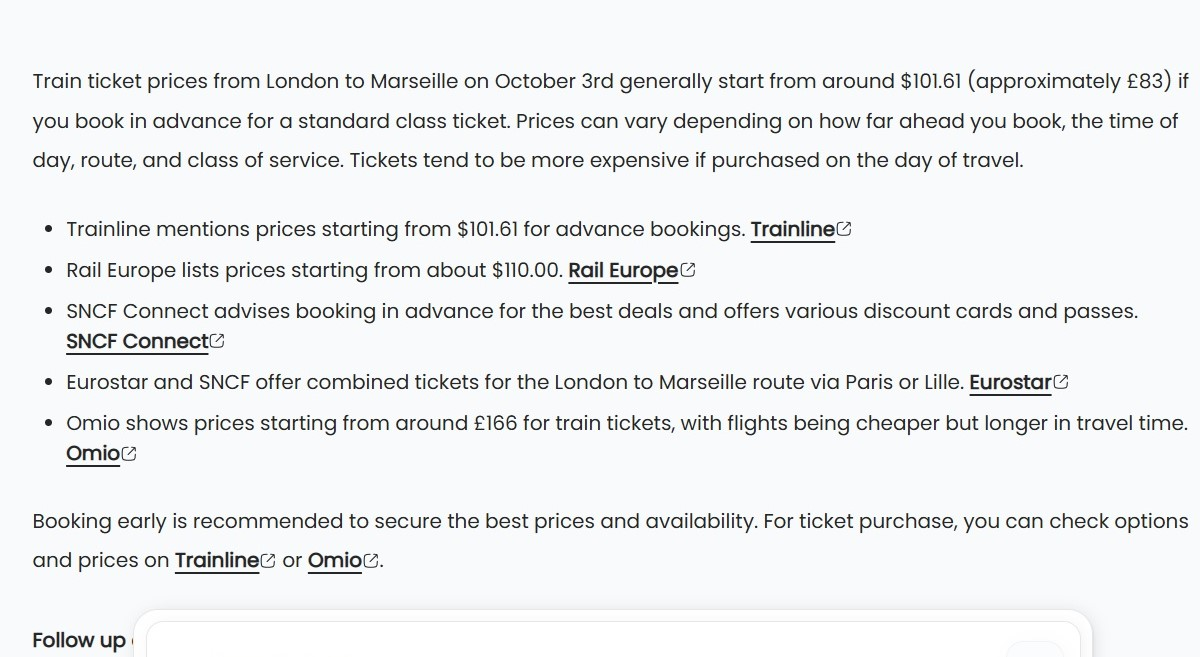 Train ticket prices from London to Marseille on October 3rd generally start from around $101.61 (approximately £83) if
you book in advance for a standard class ticket. Prices can vary depending on how far ahead you book, the time of
day, route, and class of service. Tickets tend to be more expensive if purchased on the day of travel.
• Trainline mentions prices starting from $101.61 for advance bookings. Trainline
• Rail Europe lists prices starting from about $110.00. Rail Europe
• SNCF Connect advises booking in advance for the best deals and offers various discount cards and passes.
SNCF Connect
• Eurostar and SNCF offer combined tickets for the London to Marseille route via Paris or Lille. Eurostar
• Omio shows prices starting from around £166 for train tickets, with flights being cheaper but longer in travel time.
Omio
Booking early is recommended to secure the best prices and availability. For ticket purchase, you can check options
and prices on Trainline or Omio.
Follow up